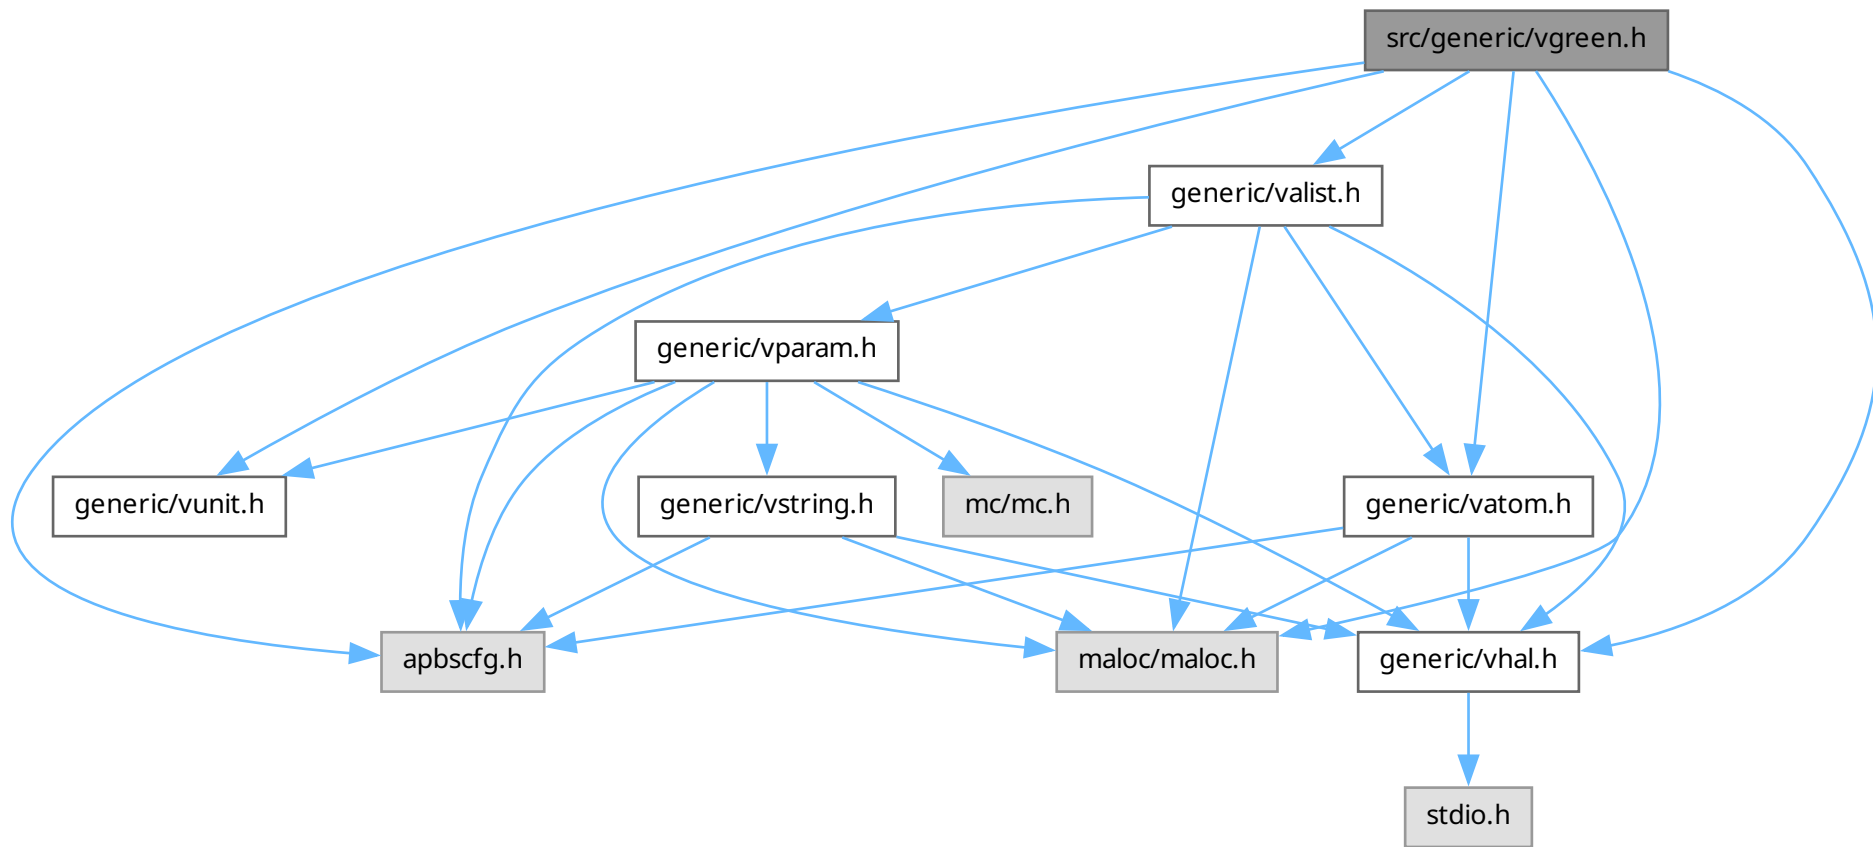 src/generic/vgreen.h
generic/valist.h
generic/vparam.h
generic/vunit.h
generic/vstring.h
mc/mc.h
generic/vatom.h
apbscfg.h
maloc/maloc.h
generic/vhal.h
stdio.h